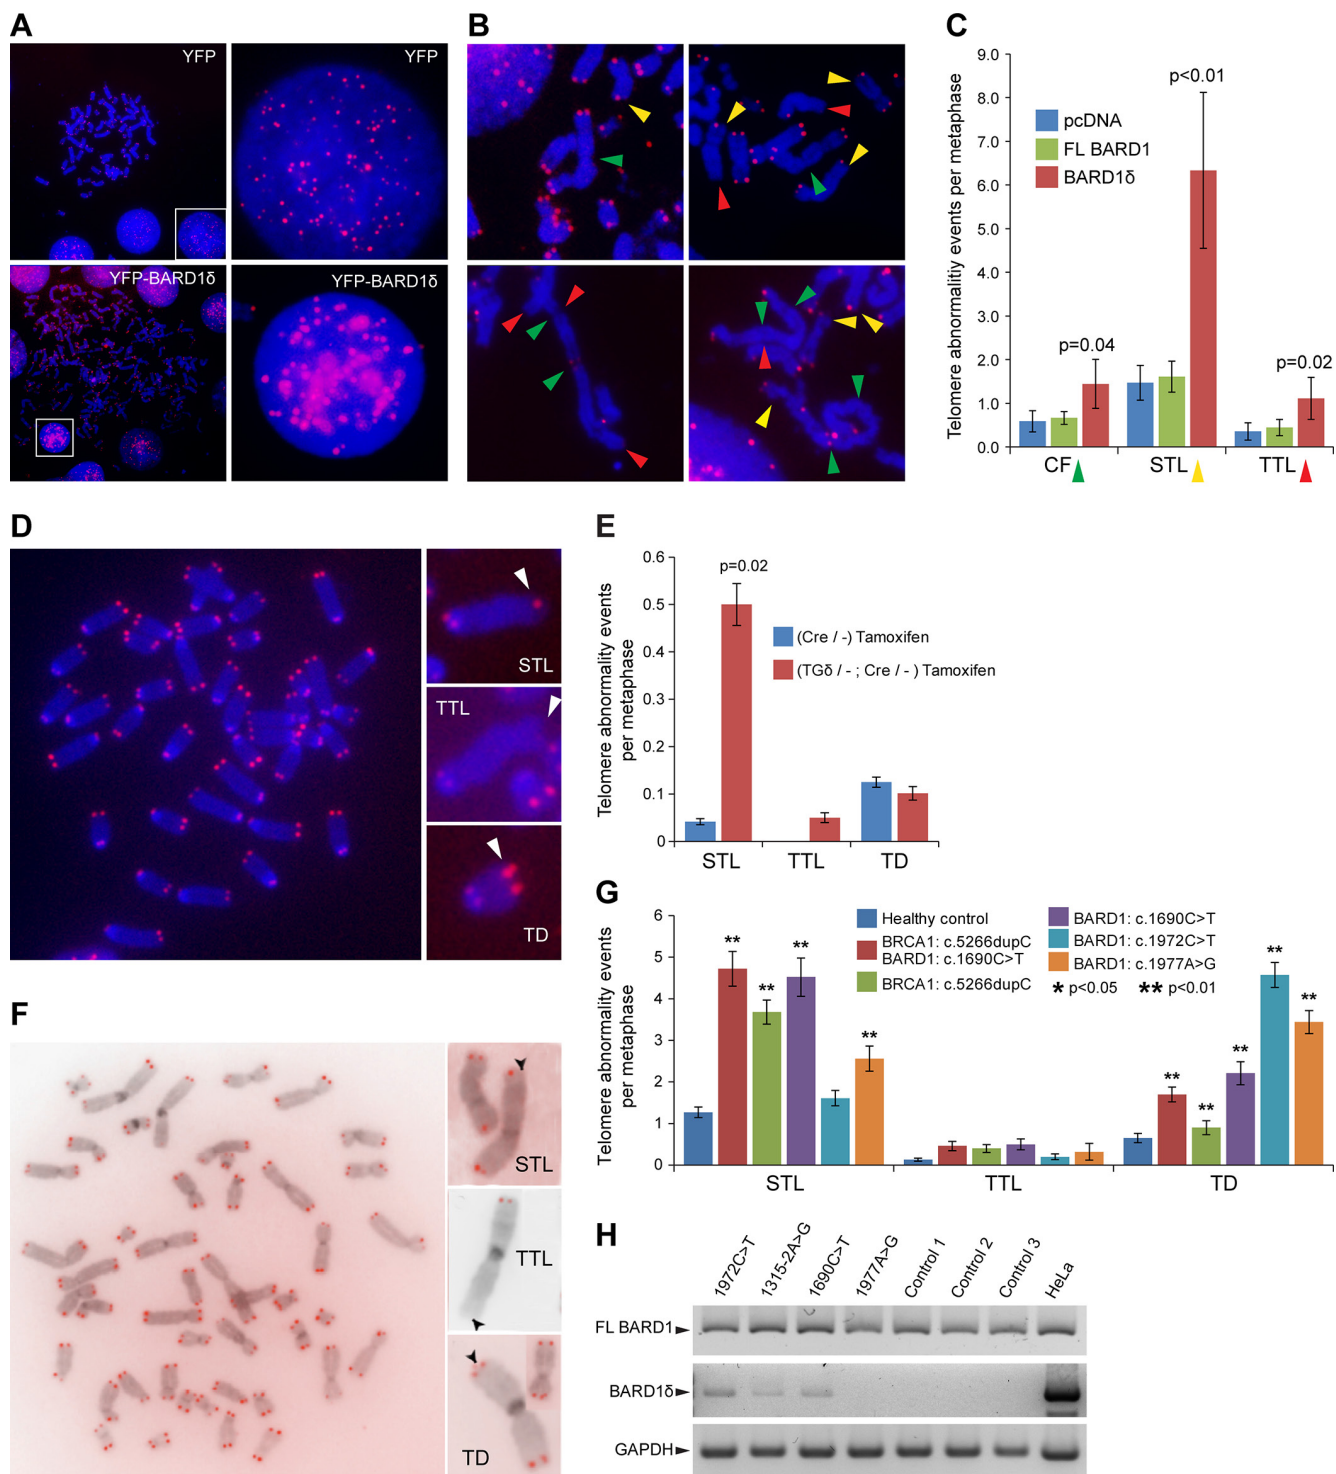 A
YFP
YFP
YFP-BARD1δ
YFP-BARD1δ
B
C
Telomere abnormalitiy events per metaphase
9.0
8.0
7.0
6.0
5.0
4.0
3.0
2.0
1.0
0.0
pcDNA
FL BARD1
BARD1δ
p=0.04
p<0.01
p=0.02
CF
STL
TTL
D
STL
TTL
TD
E
Telomere abnormality events
per metaphase
0.6
0.5
0.4
0.3
0.2
0.1
0
p=0.02
(Cre / -) Tamoxifen
(TGδ / - ; Cre / - ) Tamoxifen
STL
TTL
TD
F
STL
TTL
TD
G
Telomere abnormality events
per metaphase
6
5
4
3
2
1
0
Healthy control
BRCA1: c.5266dupC
BARD1: c.1690C>T
BRCA1: c.5266dupC
BARD1: c.1690C>T
BARD1: c.1972C>T
BARD1: c.1977A>G
* p<0.05 ** p<0.01
** ** ** **
** ** ** ** **
STL
TTL
TD
H
1972C>T
1315-2A>G
1690C>T
1977A>G
Control 1
Control 2
Control 3
HeLa
FL BARD1
BARD1δ
GAPDH